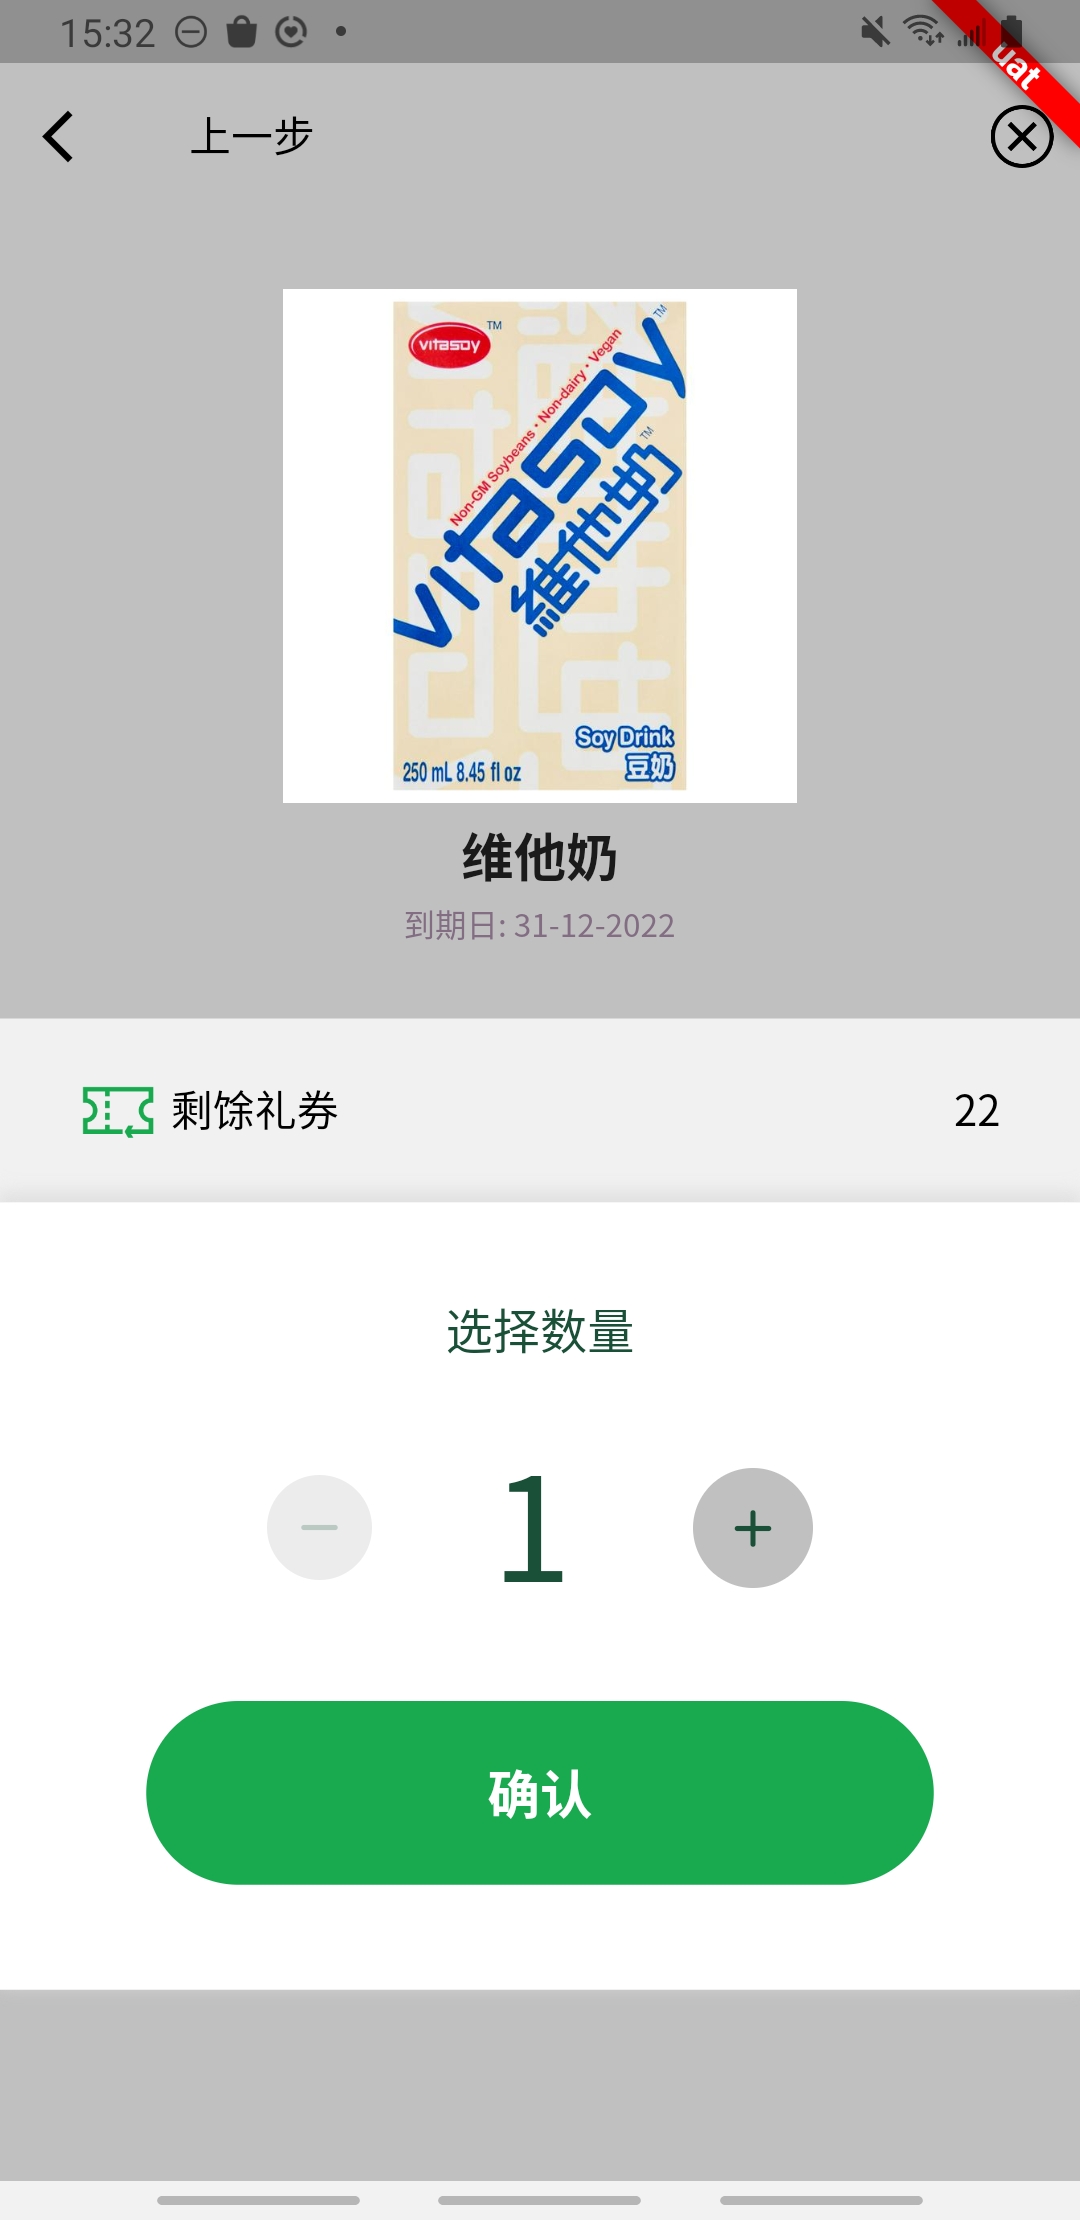 15:32
uat
上一步
vitasoy TM
TM
Non-GM Soybeans • Non-dairy • Vegan
vitasoy
TM
維他奶
Soy Drink
豆奶
250 mL 8.45 fl oz
维他奶
到期日: 31-12-2022
剩馀礼券 22
选择数量
1
确认